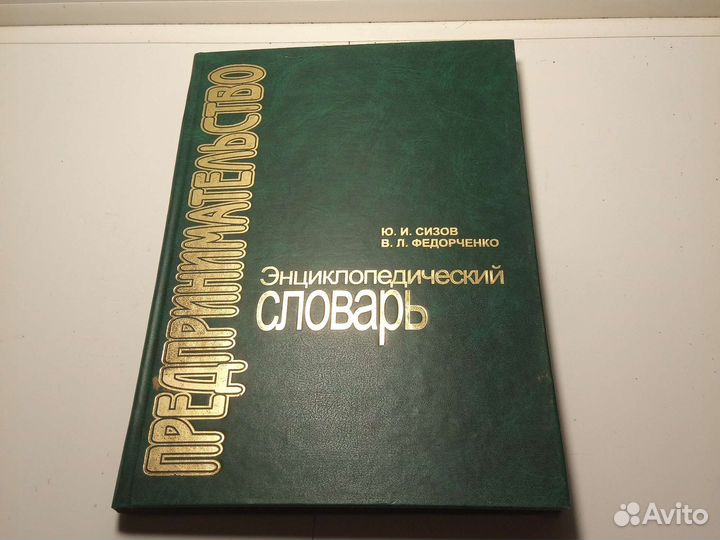 ПРЕДПРИНИМАТЕЛЬСТВО
Ю. И. СИЗОВ
В. Л. ФЕДОРЧЕНКО
Энциклопедический
словарь
Avito